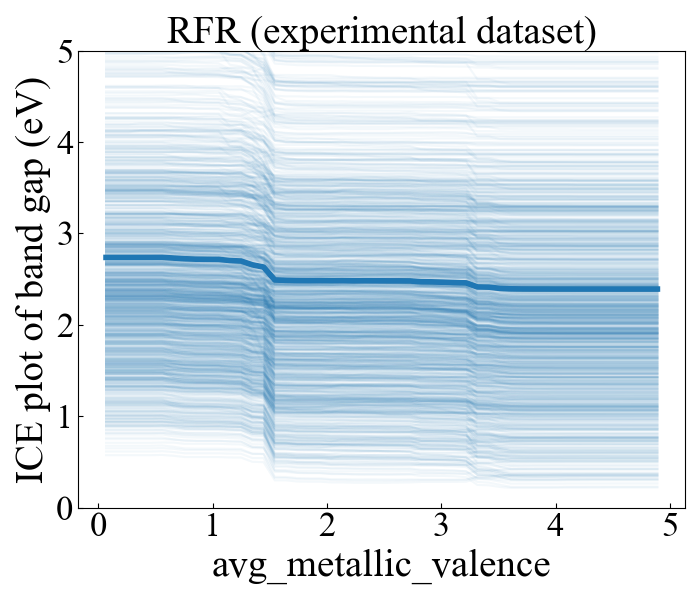 RFR (experimental dataset)
ICE plot of band gap (eV)
5
4
3
2
1
0
0 1 2 3 4 5
avg_metallic_valence